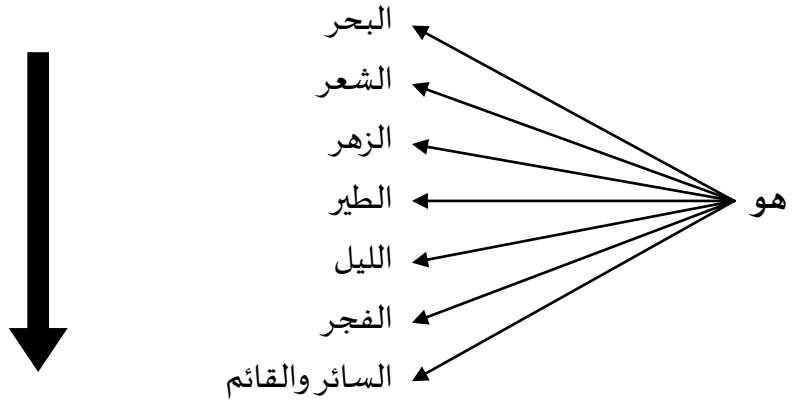 هو
البحر
الشعر
الزهر
الطير
الليل
الفجر
السائر والقائم